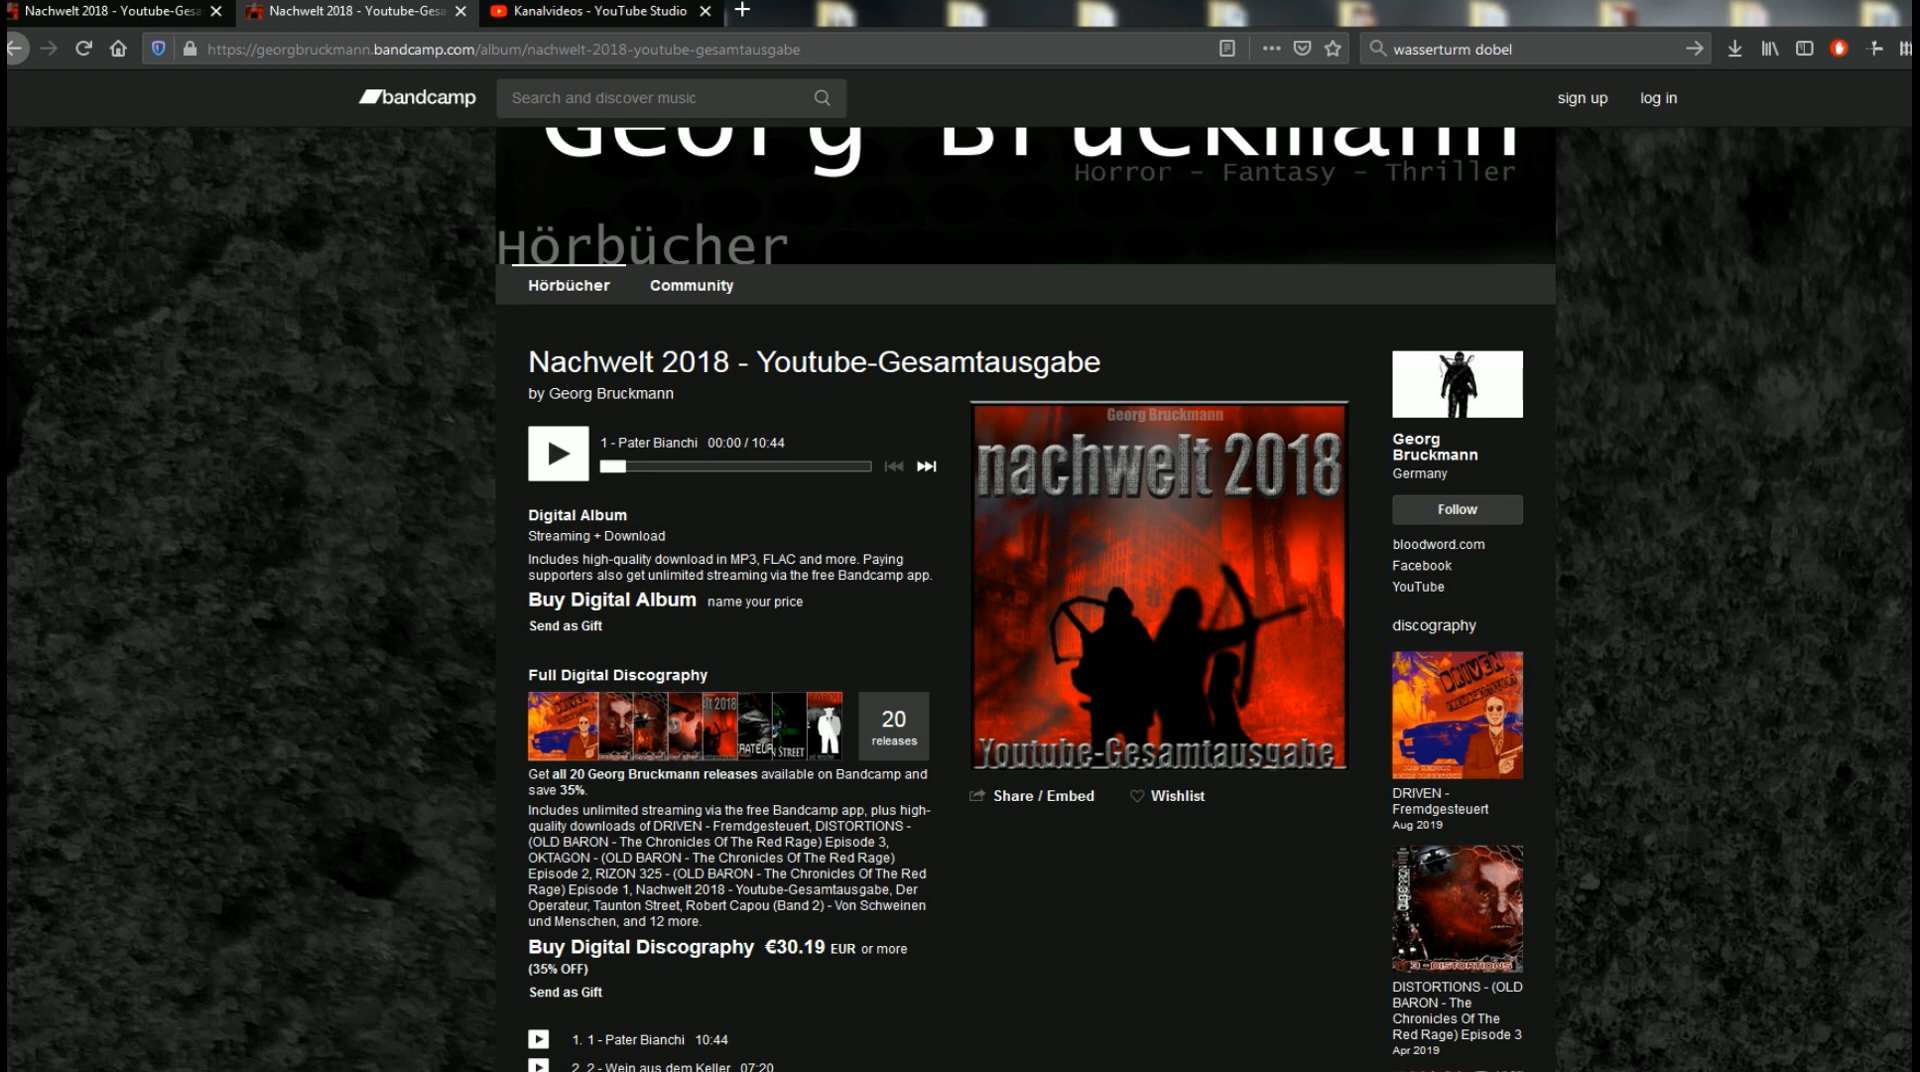 Nachwelt 2018 - Youtube-Gesa
Nachwelt 2018 - Youtube-Gesa
Kanalvideos - YouTube Studio
https://georgbruckmann.bandcamp.com/album/nachwelt-2018-youtube-gesamtausgabe
wasserturm dobel
bandcamp
Search and discover music
sign up
log in
Georg Bruckmann
Horror - Fantasy - Thriller
Hörbücher
Hörbücher
Community
Nachwelt 2018 - Youtube-Gesamtausgabe
by Georg Bruckmann
1 - Pater Bianchi 00:00 / 10:44
Digital Album
Streaming + Download
Includes high-quality download in MP3, FLAC and more. Paying
supporters also get unlimited streaming via the free Bandcamp app.
Buy Digital Album name your price
Send as Gift
Full Digital Discography
20
releases
Get all 20 Georg Bruckmann releases available on Bandcamp and
save 35%.
Includes unlimited streaming via the free Bandcamp app, plus high-
quality downloads of DRIVEN - Fremdgesteuert, DISTORTIONS -
(OLD BARON - The Chronicles Of The Red Rage) Episode 3,
OKTAGON - (OLD BARON - The Chronicles Of The Red Rage)
Episode 2, RIZON 325 - (OLD BARON - The Chronicles Of The Red
Rage) Episode 1, Nachwelt 2018 - Youtube-Gesamtausgabe, Der
Operateur, Taunton Street, Robert Capou (Band 2) - Von Schweinen
und Menschen, and 12 more.
Buy Digital Discography €30.19 EUR or more
(35% OFF)
Send as Gift
1. 1 - Pater Bianchi 10:44
2. 2 - Wein aus dem Keller 07:20
Georg Bruckmann
nachwelt 2018
Youtube-Gesamtausgabe
Share / Embed
Wishlist
Georg
Bruckmann
Germany
Follow
bloodword.com
Facebook
YouTube
discography
DRIVEN
DRIVEN -
Fremdgesteuert
Aug 2019
3 - DISTORTIONS
DISTORTIONS - (OLD
BARON - The
Chronicles Of The
Red Rage) Episode 3
Apr 2019